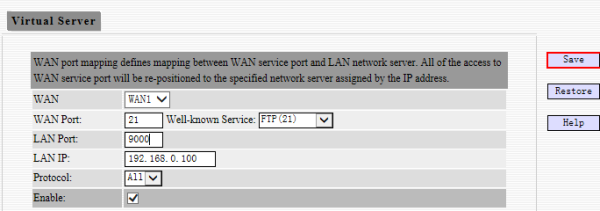 Virtual Server
WAN port mapping defines mapping between WAN service port and LAN network server. All of the access to
WAN service port will be re-positioned to the specified network server assigned by the IP address.
WAN WAN1
WAN Port: 21 Well-known Service: FTP(21)
LAN Port: 9000
LAN IP: 192.168.0.100
Protocol: All
Enable:
Save
Restore
Help